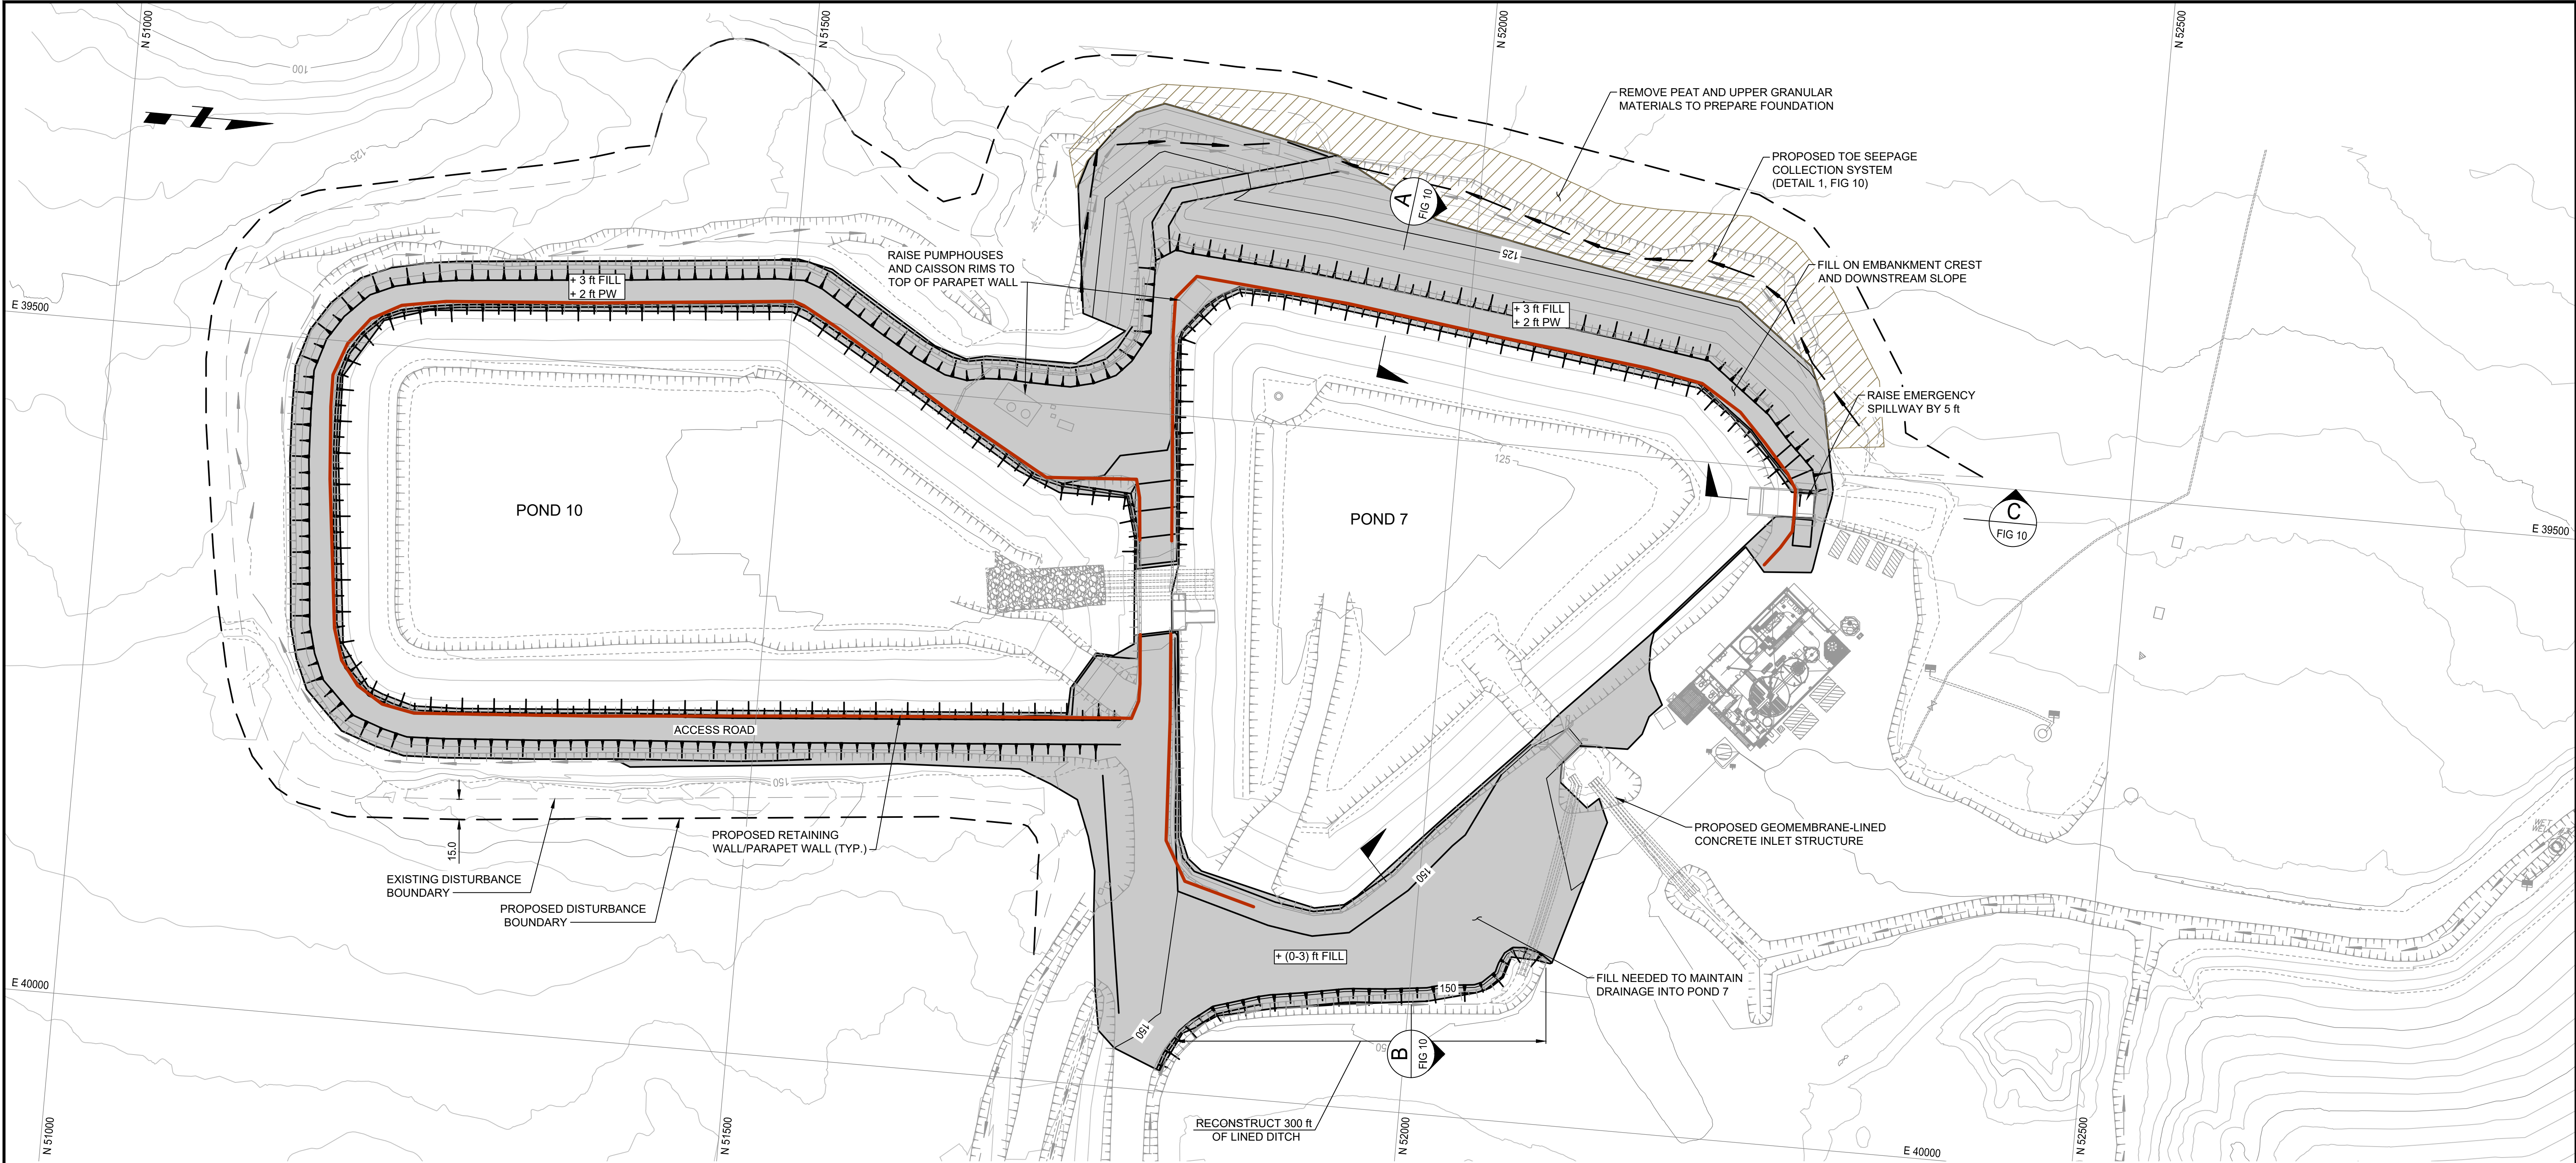 N 51000
N 51500
N 52000
N 52500
100
125
REMOVE PEAT AND UPPER GRANULAR
MATERIALS TO PREPARE FOUNDATION
PROPOSED TOE SEEPAGE
COLLECTION SYSTEM
(DETAIL 1, FIG 10)
A
FIG 10
125
RAISE PUMPHOUSES
AND CAISSON RIMS TO
TOP OF PARAPET WALL
FILL ON EMBANKMENT CREST
AND DOWNSTREAM SLOPE
+ 3 ft FILL
+ 2 ft PW
+ 3 ft FILL
+ 2 ft PW
E 39500
RAISE EMERGENCY
SPILLWAY BY 5 ft
125
POND 10
POND 7
C
FIG 10
E 39500
ACCESS ROAD
150
PROPOSED RETAINING
WALL/PARAPET WALL (TYP.)
15.0
EXISTING DISTURBANCE
BOUNDARY
PROPOSED DISTURBANCE
BOUNDARY
PROPOSED GEOMEMBRANE-LINED
CONCRETE INLET STRUCTURE
WET
WELL
150
+ (0-3) ft FILL
FILL NEEDED TO MAINTAIN
DRAINAGE INTO POND 7
E 40000
150
150
B
FIG 10
RECONSTRUCT 300 ft
OF LINED DITCH
N 51000
N 51500
N 52000
N 52500
E 40000